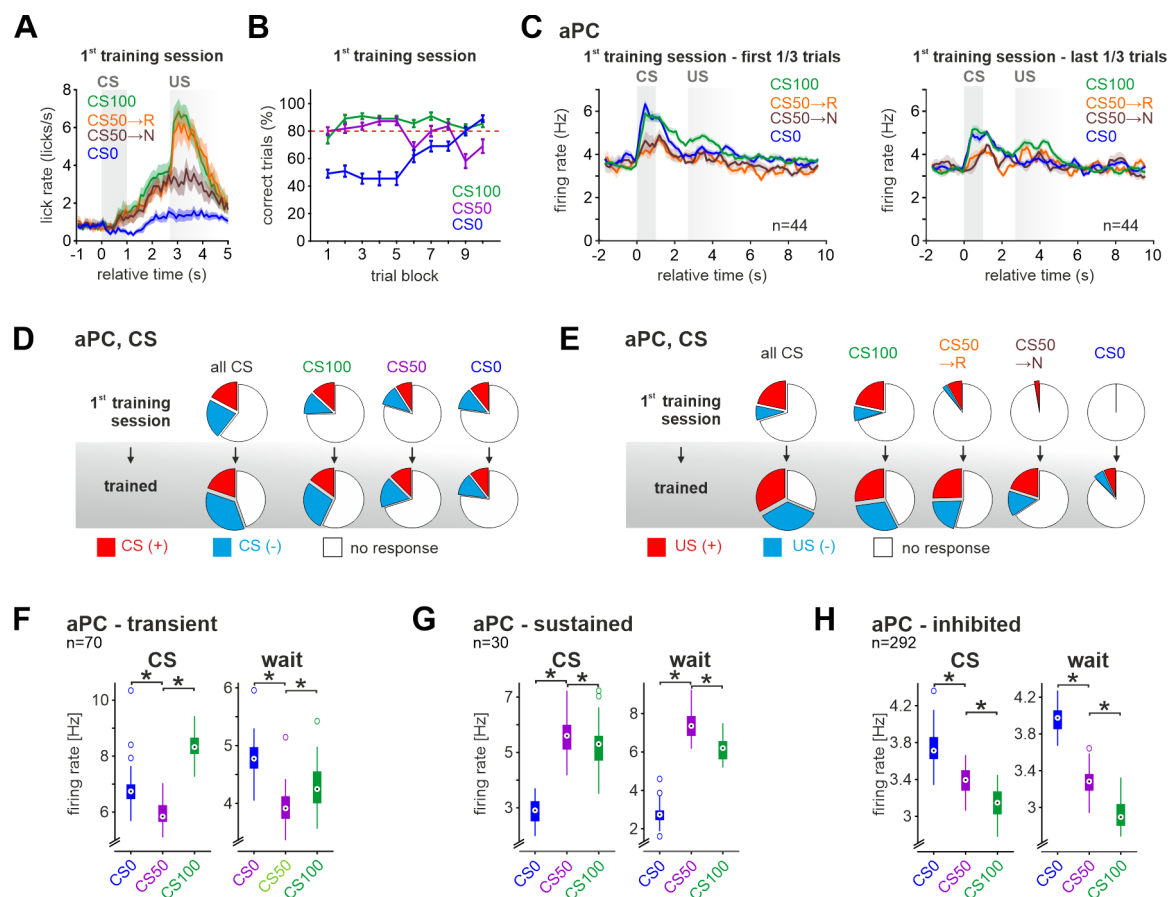 A
1st training session
CS
US
CS100
CS50→R
CS50→N
CS0
lick rate (licks/s)
8
6
4
2
0
-1 0 1 2 3 4 5
relative time (s)
B
1st training session
correct trials (%)
100
80
60
40
20
0
CS100
CS50
CS0
1 3 5 7 9
trial block
C
aPC
1st training session - first 1/3 trials
CS
US
CS100
CS50→R
CS50→N
CS0
firing rate (Hz)
6
4
2
0
n=44
-2 0 2 4 6 8 10
relative time (s)
1st training session - last 1/3 trials
CS
US
CS100
CS50→R
CS50→N
CS0
firing rate (Hz)
6
4
2
0
n=44
-2 0 2 4 6 8 10
relative time (s)
D
aPC, CS
all CS
CS100
CS50
CS0
1st training
session
trained
CS (+)
CS (-)
no response
E
aPC, CS
all CS
CS100
CS50
→R
CS50
→N
CS0
1st training
session
trained
US (+)
US (-)
no response
F
aPC - transient
n=70
CS
wait
firing rate [Hz]
10
8
6
CS0
CS50
CS100
6
5
4
CS0
CS50
CS100
* * * *
G
aPC - sustained
n=30
CS
wait
firing rate [Hz]
7
5
3
CS0
CS50
CS100
8
6
4
2
CS0
CS50
CS100
* * * *
H
aPC - inhibited
n=292
CS
wait
firing rate [Hz]
4.2
3.8
3.4
3
CS0
CS50
CS100
4.2
3.8
3.4
3
CS0
CS50
CS100
* * * *